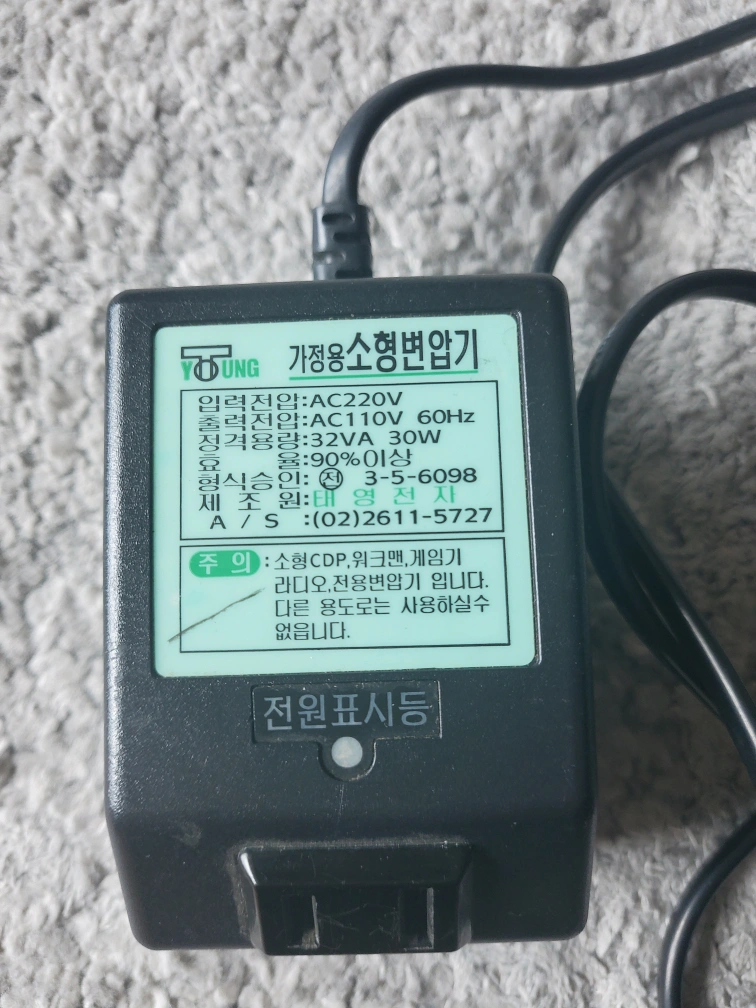 TYOUNG 가정용소형변압기
입력전압:AC220V
출력전압:AC110V 60Hz
정격용량:32VA 30W
효 율:90%이상
형식승인:㉠ 3-5-6098
제 조 원:태 영 전 자
A / S :(02)2611-5727
주 의 :소형CDP,워크맨,게임기
라디오,전용변압기 입니다.
다른 용도로는 사용하실수
없읍니다.
전원표시등